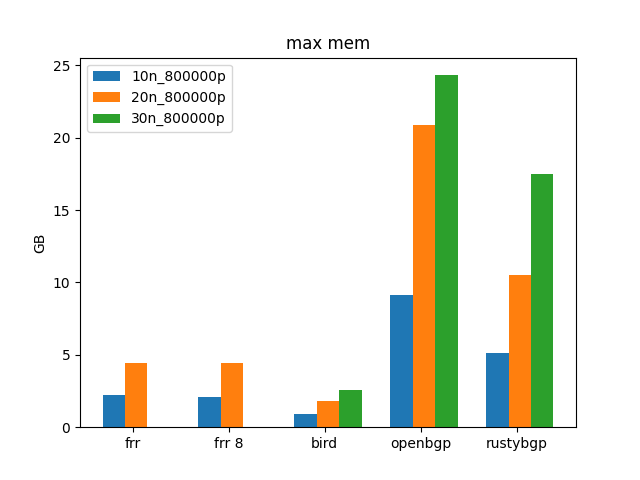 max mem
10n_800000p
20n_800000p
30n_800000p
GB
25
20
15
10
5
0
frr frr 8 bird openbgp rustybgp